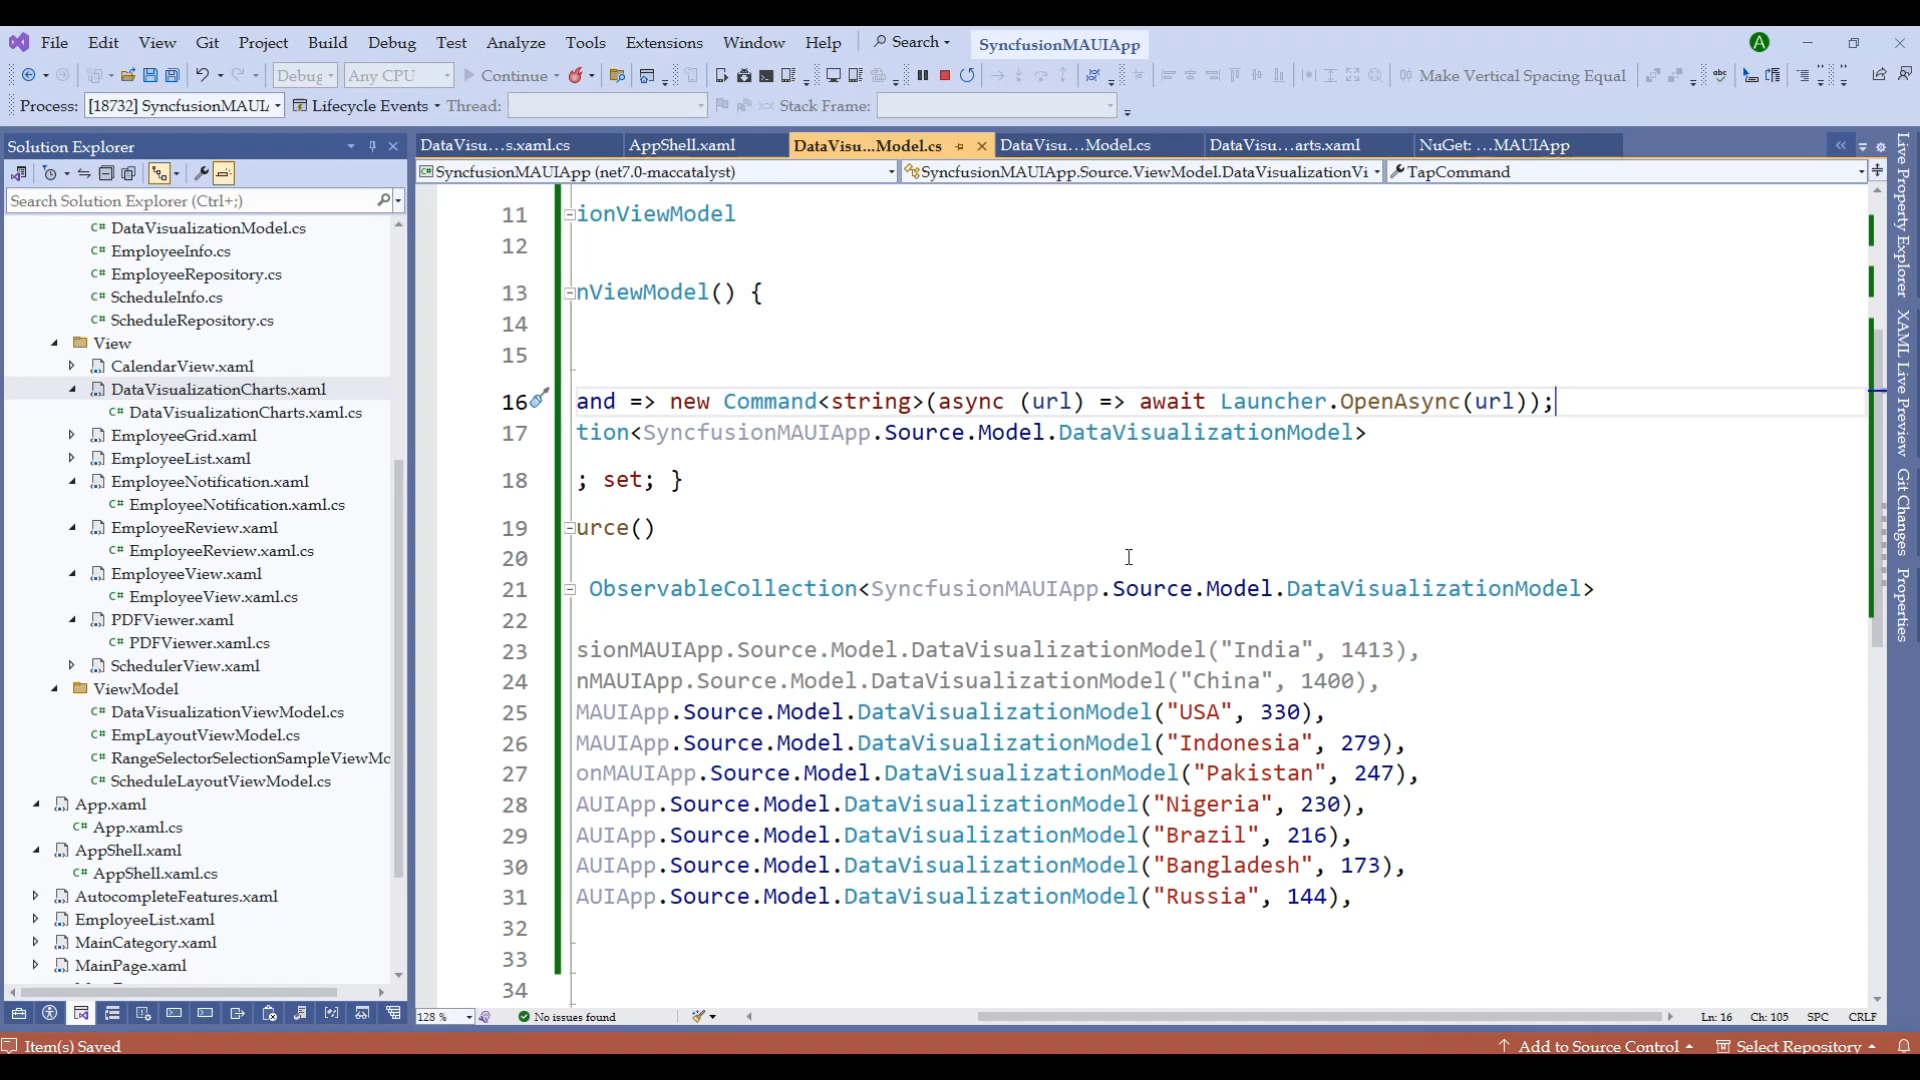 File Edit View Git Project Build Debug Test Analyze Tools Extensions Window Help Search SyncfusionMAUIApp A
Debug Any CPU Continue Make Vertical Spacing Equal
Process: [18732] SyncfusionMAUI. Lifecycle Events Thread: Stack Frame:
Solution Explorer
Search Solution Explorer (Ctrl+;)
C# DataVisualizationModel.cs
C# EmployeeInfo.cs
C# EmployeeRepository.cs
C# ScheduleInfo.cs
C# ScheduleRepository.cs
View
CalendarView.xaml
DataVisualizationCharts.xaml
C# DataVisualizationCharts.xaml.cs
EmployeeGrid.xaml
EmployeeList.xaml
EmployeeNotification.xaml
C# EmployeeNotification.xaml.cs
EmployeeReview.xaml
C# EmployeeReview.xaml.cs
EmployeeView.xaml
C# EmployeeView.xaml.cs
PDFViewer.xaml
C# PDFViewer.xaml.cs
SchedulerView.xaml
ViewModel
C# DataVisualizationViewModel.cs
C# EmpLayoutViewModel.cs
C# RangeSelectorSelectionSampleViewMo
C# ScheduleLayoutViewModel.cs
App.xaml
C# App.xaml.cs
AppShell.xaml
C# AppShell.xaml.cs
AutocompleteFeatures.xaml
EmployeeList.xaml
MainCategory.xaml
MainPage.xaml
DataVisu...s.xaml.cs AppShell.xaml DataVisu...Model.cs DataVisu...Model.cs DataVisu...arts.xaml NuGet: ...MAUIApp
C# SyncfusionMAUIApp (net7.0-maccatalyst) SyncfusionMAUIApp.Source.ViewModel.DataVisualizationVi TapCommand
11 ionViewModel
12
13 nViewModel() {
14
15
16 and => new Command<string>(async (url) => await Launcher.OpenAsync(url));
17 tion<SyncfusionMAUIApp.Source.Model.DataVisualizationModel>
18 ; set; }
19 urce()
20
21 ObservableCollection<SyncfusionMAUIApp.Source.Model.DataVisualizationModel>
22
23 sionMAUIApp.Source.Model.DataVisualizationModel("India", 1413),
24 nMAUIApp.Source.Model.DataVisualizationModel("China", 1400),
25 MAUIApp.Source.Model.DataVisualizationModel("USA", 330),
26 MAUIApp.Source.Model.DataVisualizationModel("Indonesia", 279),
27 onMAUIApp.Source.Model.DataVisualizationModel("Pakistan", 247),
28 AUIApp.Source.Model.DataVisualizationModel("Nigeria", 230),
29 AUIApp.Source.Model.DataVisualizationModel("Brazil", 216),
30 AUIApp.Source.Model.DataVisualizationModel("Bangladesh", 173),
31 AUIApp.Source.Model.DataVisualizationModel("Russia", 144),
32
33
34
128 % No issues found Ln: 16 Ch: 105 SPC CRLF
Live Property Explorer
XAML Live Preview
Git Changes
Properties
Item(s) Saved Add to Source Control Select Repository